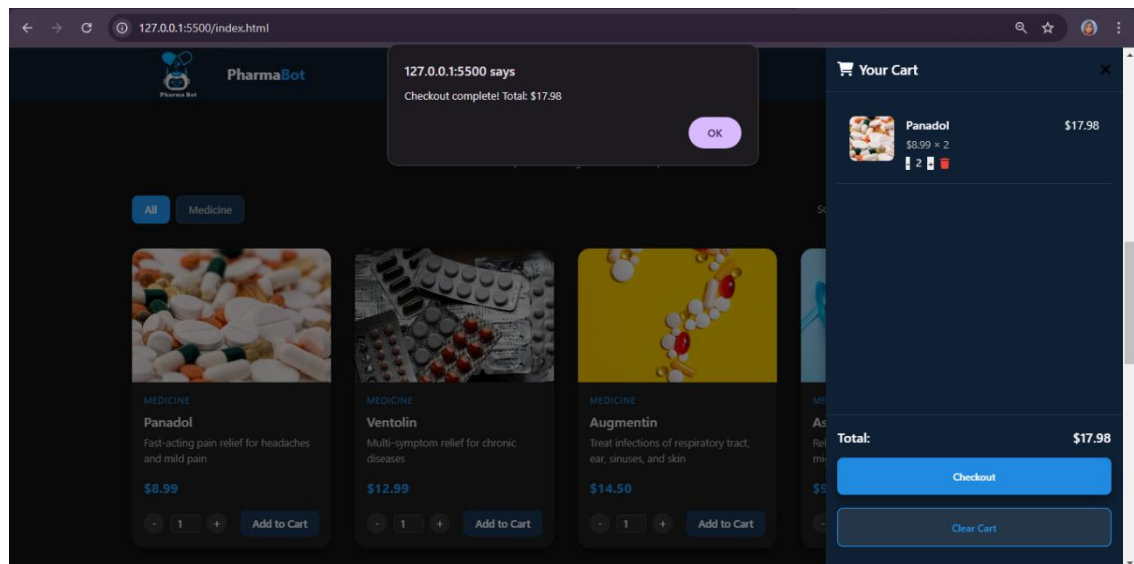 127.0.0.1:5500/index.html
Pharma Bot
PharmaBot
127.0.0.1:5500 says
Checkout complete! Total: $17.98
OK
Your Cart
Panadol
$17.98
$8.99 × 2
- 2 +
All
Medicine
MEDICINE
Panadol
Fast-acting pain relief for headaches
and mild pain
$8.99
- 1 +
Add to Cart
MEDICINE
Ventolin
Multi-symptom relief for chronic
diseases
$12.99
- 1 +
Add to Cart
MEDICINE
Augmentin
Treat infections of respiratory tract,
ear, sinuses, and skin
$14.50
- 1 +
Add to Cart
Total:
$17.98
Checkout
Clear Cart